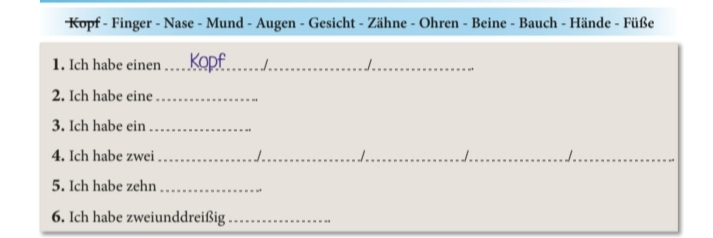 Kopf - Finger - Nase - Mund - Augen - Gesicht - Zähne - Ohren - Beine - Bauch - Hände - Füße
1. Ich habe einen ....Kopf......./................../...................
2. Ich habe eine ...................
3. Ich habe ein ...................
4. Ich habe zwei .................../.................../.................../.................../...................
5. Ich habe zehn ...................
6. Ich habe zweiunddreißig ...................